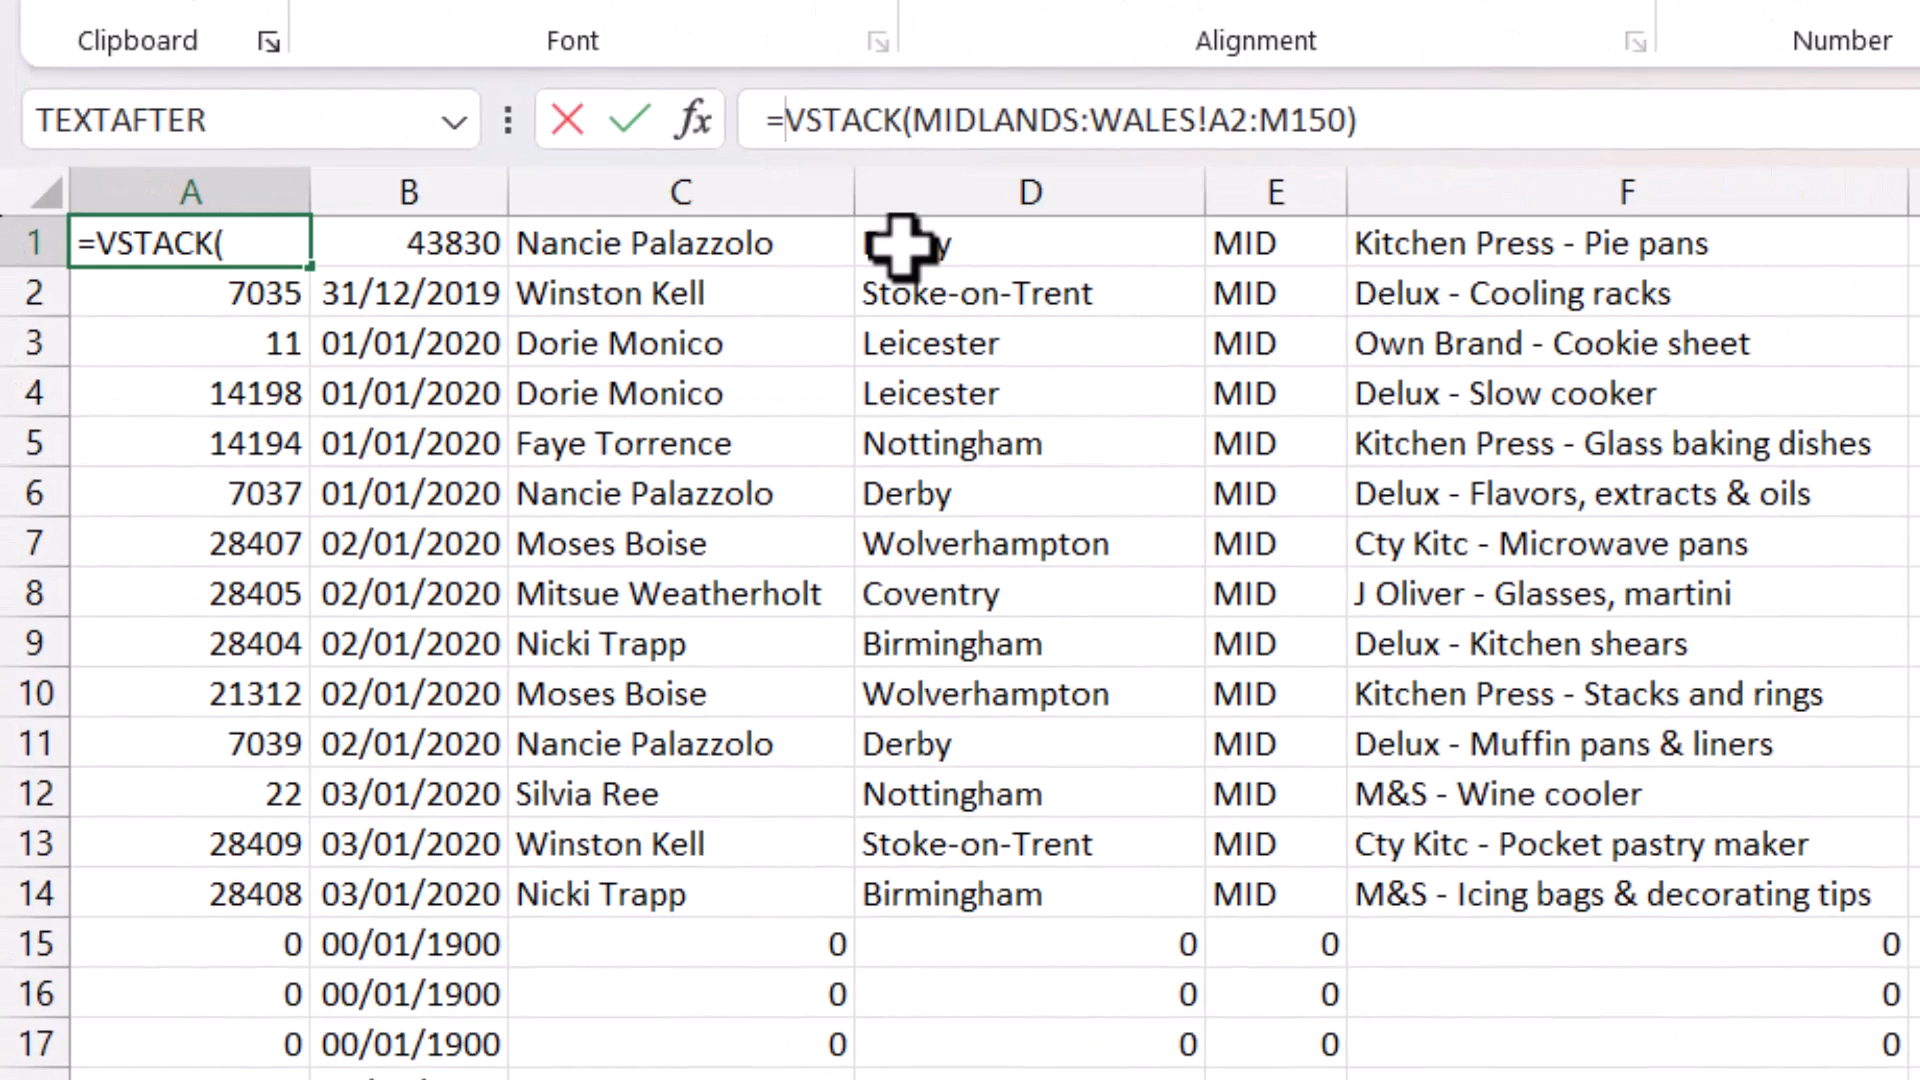 Clipboard Font Alignment Number
TEXTAFTER fx =VSTACK(MIDLANDS:WALES!A2:M150)
A B C D E F
1 =VSTACK( 43830 Nancie Palazzolo MID Kitchen Press - Pie pans
2 7035 31/12/2019 Winston Kell Stoke-on-Trent MID Delux - Cooling racks
3 11 01/01/2020 Dorie Monico Leicester MID Own Brand - Cookie sheet
4 14198 01/01/2020 Dorie Monico Leicester MID Delux - Slow cooker
5 14194 01/01/2020 Faye Torrence Nottingham MID Kitchen Press - Glass baking dishes
6 7037 01/01/2020 Nancie Palazzolo Derby MID Delux - Flavors, extracts & oils
7 28407 02/01/2020 Moses Boise Wolverhampton MID Cty Kitc - Microwave pans
8 28405 02/01/2020 Mitsue Weatherholt Coventry MID J Oliver - Glasses, martini
9 28404 02/01/2020 Nicki Trapp Birmingham MID Delux - Kitchen shears
10 21312 02/01/2020 Moses Boise Wolverhampton MID Kitchen Press - Stacks and rings
11 7039 02/01/2020 Nancie Palazzolo Derby MID Delux - Muffin pans & liners
12 22 03/01/2020 Silvia Ree Nottingham MID M&S - Wine cooler
13 28409 03/01/2020 Winston Kell Stoke-on-Trent MID Cty Kitc - Pocket pastry maker
14 28408 03/01/2020 Nicki Trapp Birmingham MID M&S - Icing bags & decorating tips
15 0 00/01/1900 0 0 0 0
16 0 00/01/1900 0 0 0 0
17 0 00/01/1900 0 0 0 0